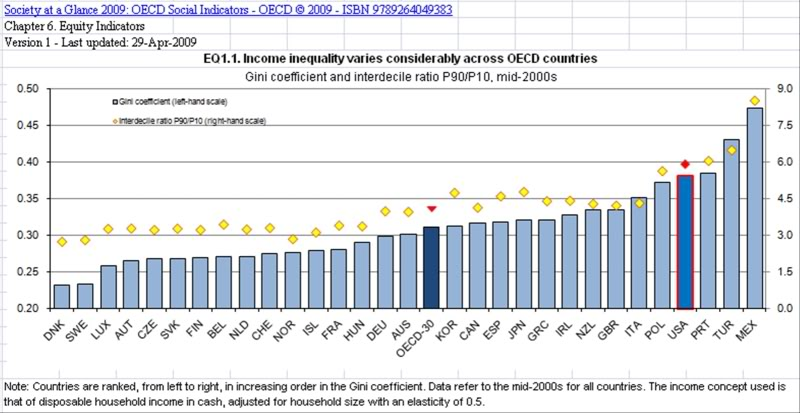 Society at a Glance 2009: OECD Social Indicators - OECD © 2009 - ISBN 9789264049383
Chapter 6. Equity Indicators
Version 1 - Last updated: 29-Apr-2009
EQ1.1. Income inequality varies considerably across OECD countries
Gini coefficient and interdecile ratio P90/P10, mid-2000s
Gini coefficient (left-hand scale)
Interdecile ratio P90/P10 (right-hand scale)
0.50 9.0
0.45 7.5
0.40 6.0
0.35 4.5
0.30 3.0
0.25 1.5
0.20 0.0
DNK SWE LUX AUT CZE SVK FIN BEL NLD CHE NOR ISL FRA HUN DEU AUS OECD-30 KOR CAN ESP JPN GRC IRL NZL GBR ITA POL USA PRT TUR MEX
Note: Countries are ranked, from left to right, in increasing order in the Gini coefficient. Data refer to the mid-2000s for all countries. The income concept used is
that of disposable household income in cash, adjusted for household size with an elasticity of 0.5.